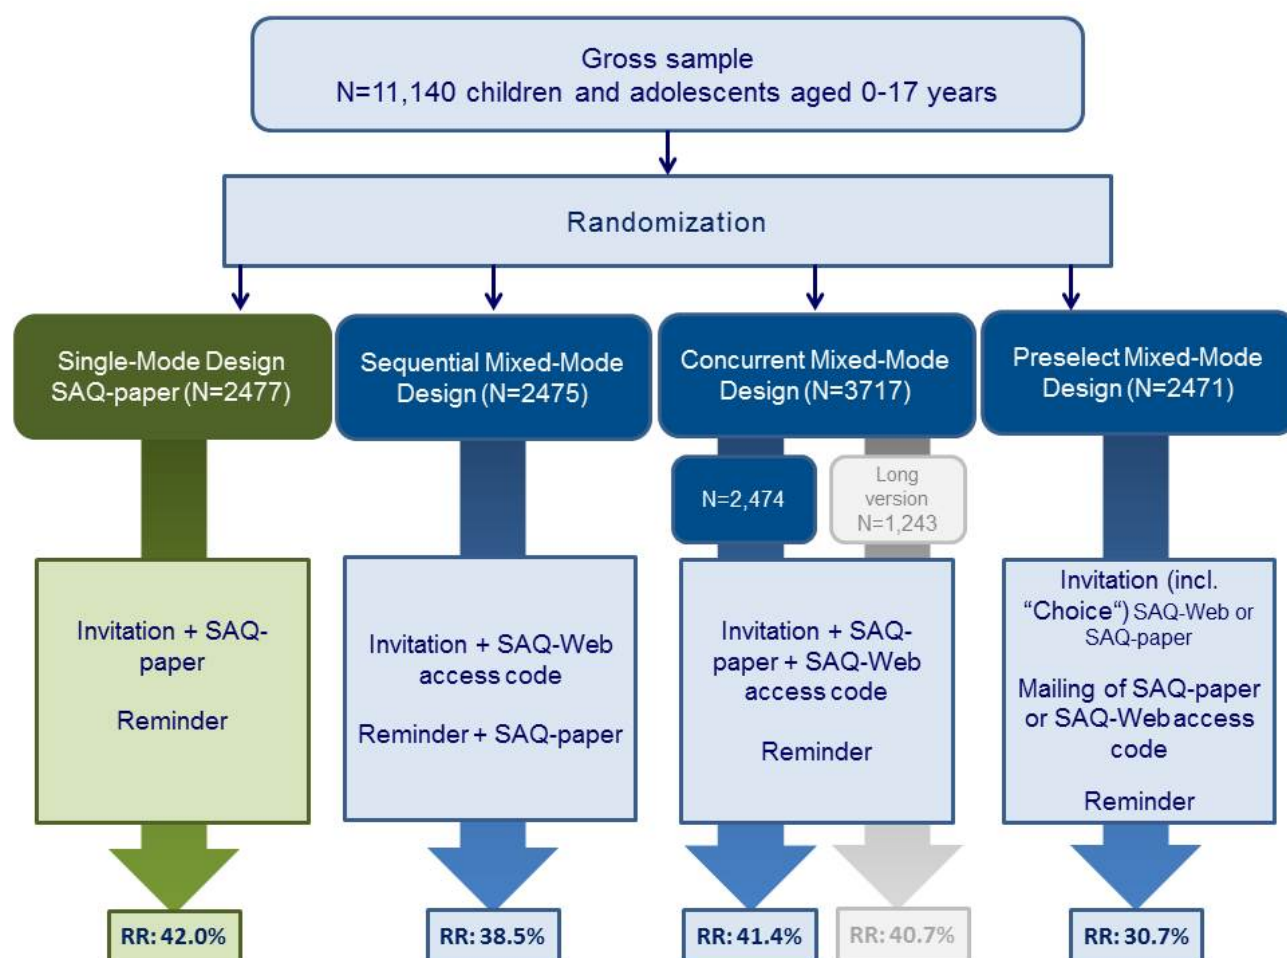 Gross sample
N=11,140 children and adolescents aged 0-17 years
Randomization
Single-Mode Design
SAQ-paper (N=2477)
Sequential Mixed-Mode
Design (N=2475)
Concurrent Mixed-Mode
Design (N=3717)
Preselect Mixed-Mode
Design (N=2471)
N=2,474
Long
version
N=1,243
Invitation + SAQ-
paper
Reminder
Invitation + SAQ-Web
access code
Reminder + SAQ-paper
Invitation + SAQ-
paper + SAQ-Web
access code
Reminder
Invitation (incl.
“Choice“) SAQ-Web or
SAQ-paper
Mailing of SAQ-paper
or SAQ-Web access
code
Reminder
RR: 42.0%
RR: 38.5%
RR: 41.4%
RR: 40.7%
RR: 30.7%